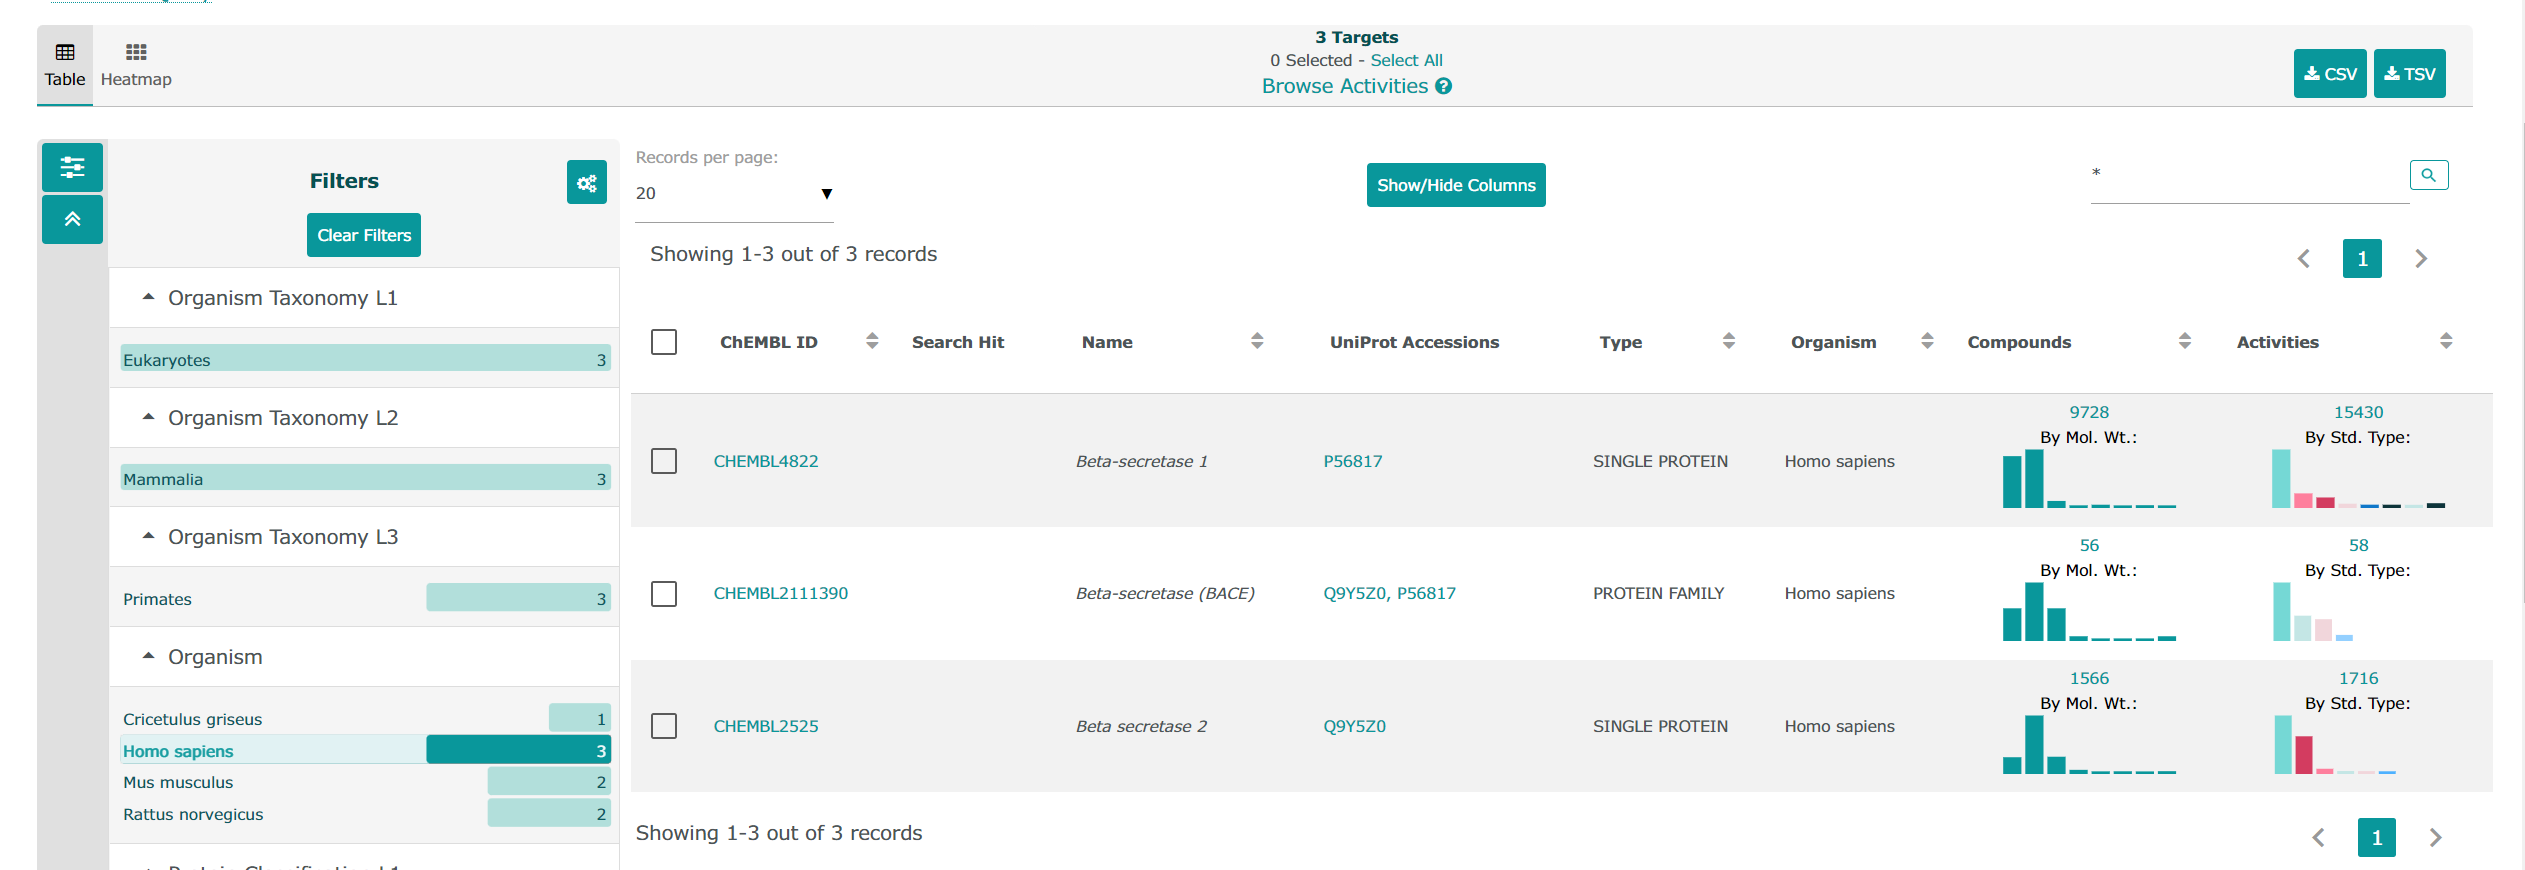 Table
Heatmap
3 Targets
0 Selected - Select All
Browse Activities ?
CSV
TSV
Filters
Clear Filters
Organism Taxonomy L1
Eukaryotes 3
Organism Taxonomy L2
Mammalia 3
Organism Taxonomy L3
Primates 3
Organism
Cricetulus griseus 1
Homo sapiens 3
Mus musculus 2
Rattus norvegicus 2
Records per page:
20
Show/Hide Columns
*
Showing 1-3 out of 3 records
1
ChEMBL ID Search Hit Name UniProt Accessions Type Organism Compounds Activities
9728 15430
By Mol. Wt.: By Std. Type:
CHEMBL4822 Beta-secretase 1 P56817 SINGLE PROTEIN Homo sapiens
56 58
By Mol. Wt.: By Std. Type:
CHEMBL2111390 Beta-secretase (BACE) Q9Y5Z0, P56817 PROTEIN FAMILY Homo sapiens
1566 1716
By Mol. Wt.: By Std. Type:
CHEMBL2525 Beta secretase 2 Q9Y5Z0 SINGLE PROTEIN Homo sapiens
Showing 1-3 out of 3 records
1